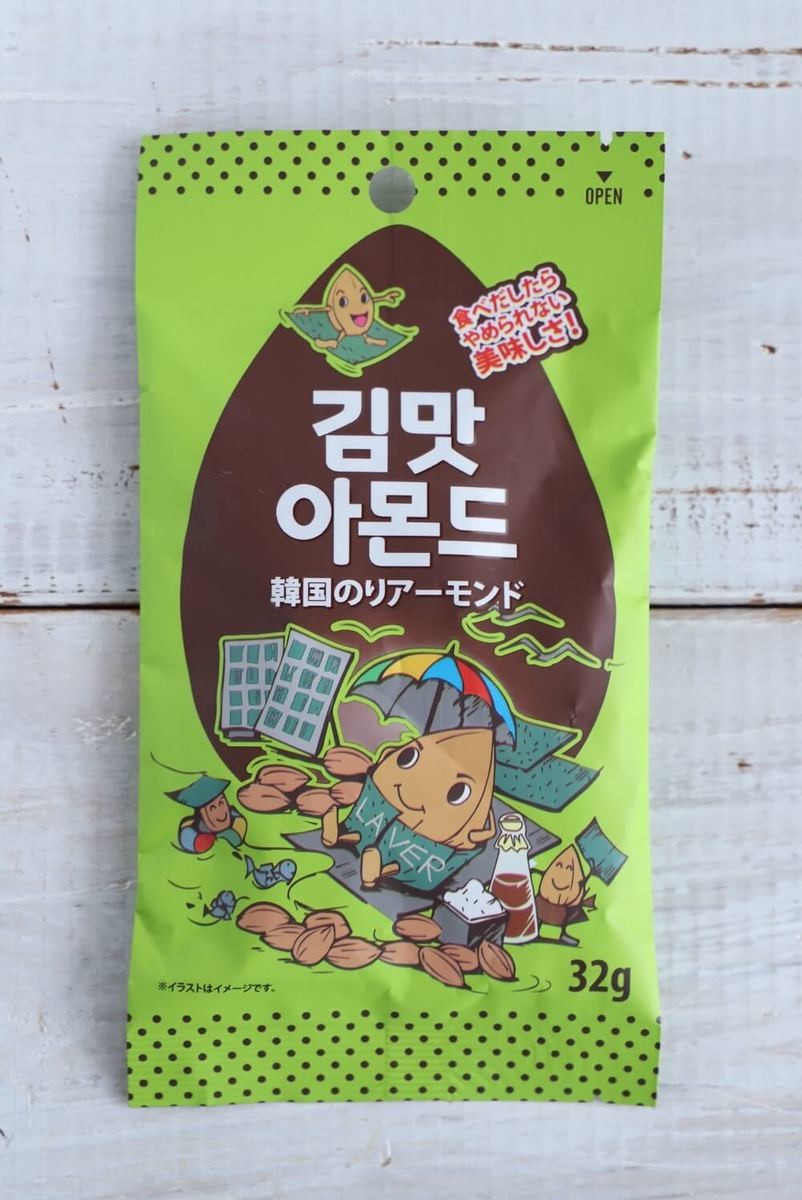 ▼
OPEN
食べだしたら
やめられない
美味しさ!
김맛
아몬드
韓国のりアーモンド
LAVER
32g
※イラストはイメージです。